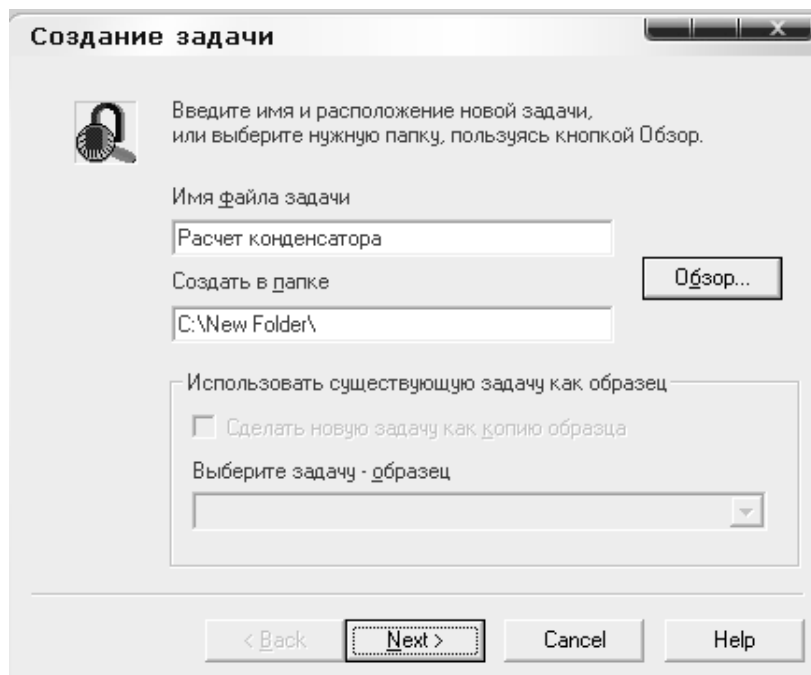 Создание задачи
Введите имя и расположение новой задачи,
или выберите нужную папку, пользуясь кнопкой Обзор.
Имя файла задачи
Расчет конденсатора
Создать в папке
Обзор...
C:\New Folder\
Использовать существующую задачу как образец
Сделать новую задачу как копию образца
Выберите задачу - образец
< Back Next > Cancel Help